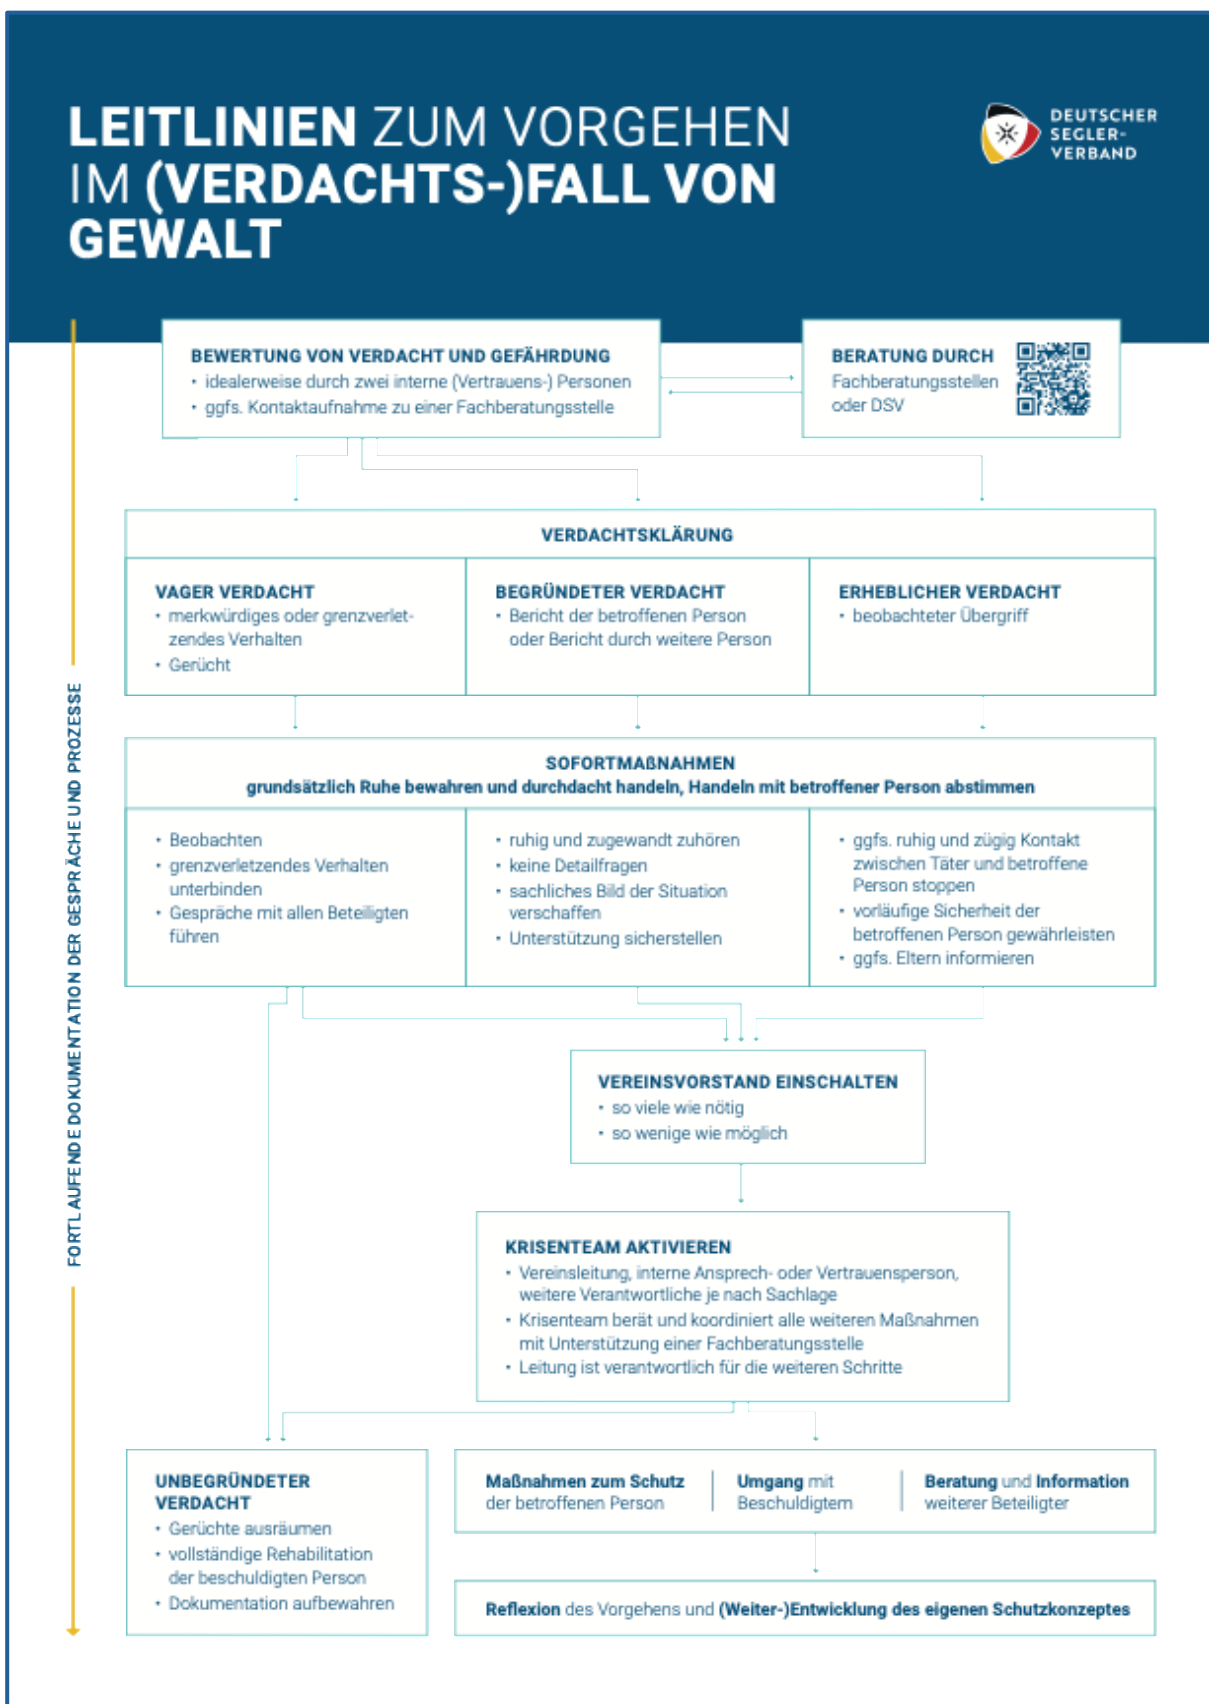 LEITLINIEN ZUM VORGEHEN
IM (VERDACHTS-)FALL VON
GEWALT
DEUTSCHER
SEGLER-
VERBAND
BEWERTUNG VON VERDACHT UND GEFÄHRDUNG
• idealerweise durch zwei interne (Vertrauens-) Personen
• ggfs. Kontaktaufnahme zu einer Fachberatungsstelle
BERATUNG DURCH
Fachberatungsstellen
oder DSV
VERDACHTSKLÄRUNG
VAGER VERDACHT
• merkwürdiges oder grenzverlet-
zendes Verhalten
• Gerücht
BEGRÜNDETER VERDACHT
• Bericht der betroffenen Person
oder Bericht durch weitere Person
ERHEBLICHER VERDACHT
• beobachteter Übergriff
SOFORTMAßNAHMEN
grundsätzlich Ruhe bewahren und durchdacht handeln, Handeln mit betroffener Person abstimmen
• Beobachten
• grenzverletzendes Verhalten
unterbinden
• Gespräche mit allen Beteiligten
führen
• ruhig und zugewandt zuhören
• keine Detailfragen
• sachliches Bild der Situation
verschaffen
• Unterstützung sicherstellen
• ggfs. ruhig und zügig Kontakt
zwischen Täter und betroffene
Person stoppen
• vorläufige Sicherheit der
betroffenen Person gewährleisten
• ggfs. Eltern informieren
FORTLAUFENDE DOKUMENTATION DER GESPRÄCHE UND PROZESSE
VEREINSVORSTAND EINSCHALTEN
• so viele wie nötig
• so wenige wie möglich
KRISENTEAM AKTIVIEREN
• Vereinsleitung, interne Ansprech- oder Vertrauensperson,
weitere Verantwortliche je nach Sachlage
• Krisenteam berät und koordiniert alle weiteren Maßnahmen
mit Unterstützung einer Fachberatungsstelle
• Leitung ist verantwortlich für die weiteren Schritte
UNBEGRÜNDETER
VERDACHT
• Gerüchte ausräumen
• vollständige Rehabilitation
der beschuldigten Person
• Dokumentation aufbewahren
Maßnahmen zum Schutz
der betroffenen Person
Umgang mit
Beschuldigtem
Beratung und Information
weiterer Beteiligter
Reflexion des Vorgehens und (Weiter-)Entwicklung des eigenen Schutzkonzeptes